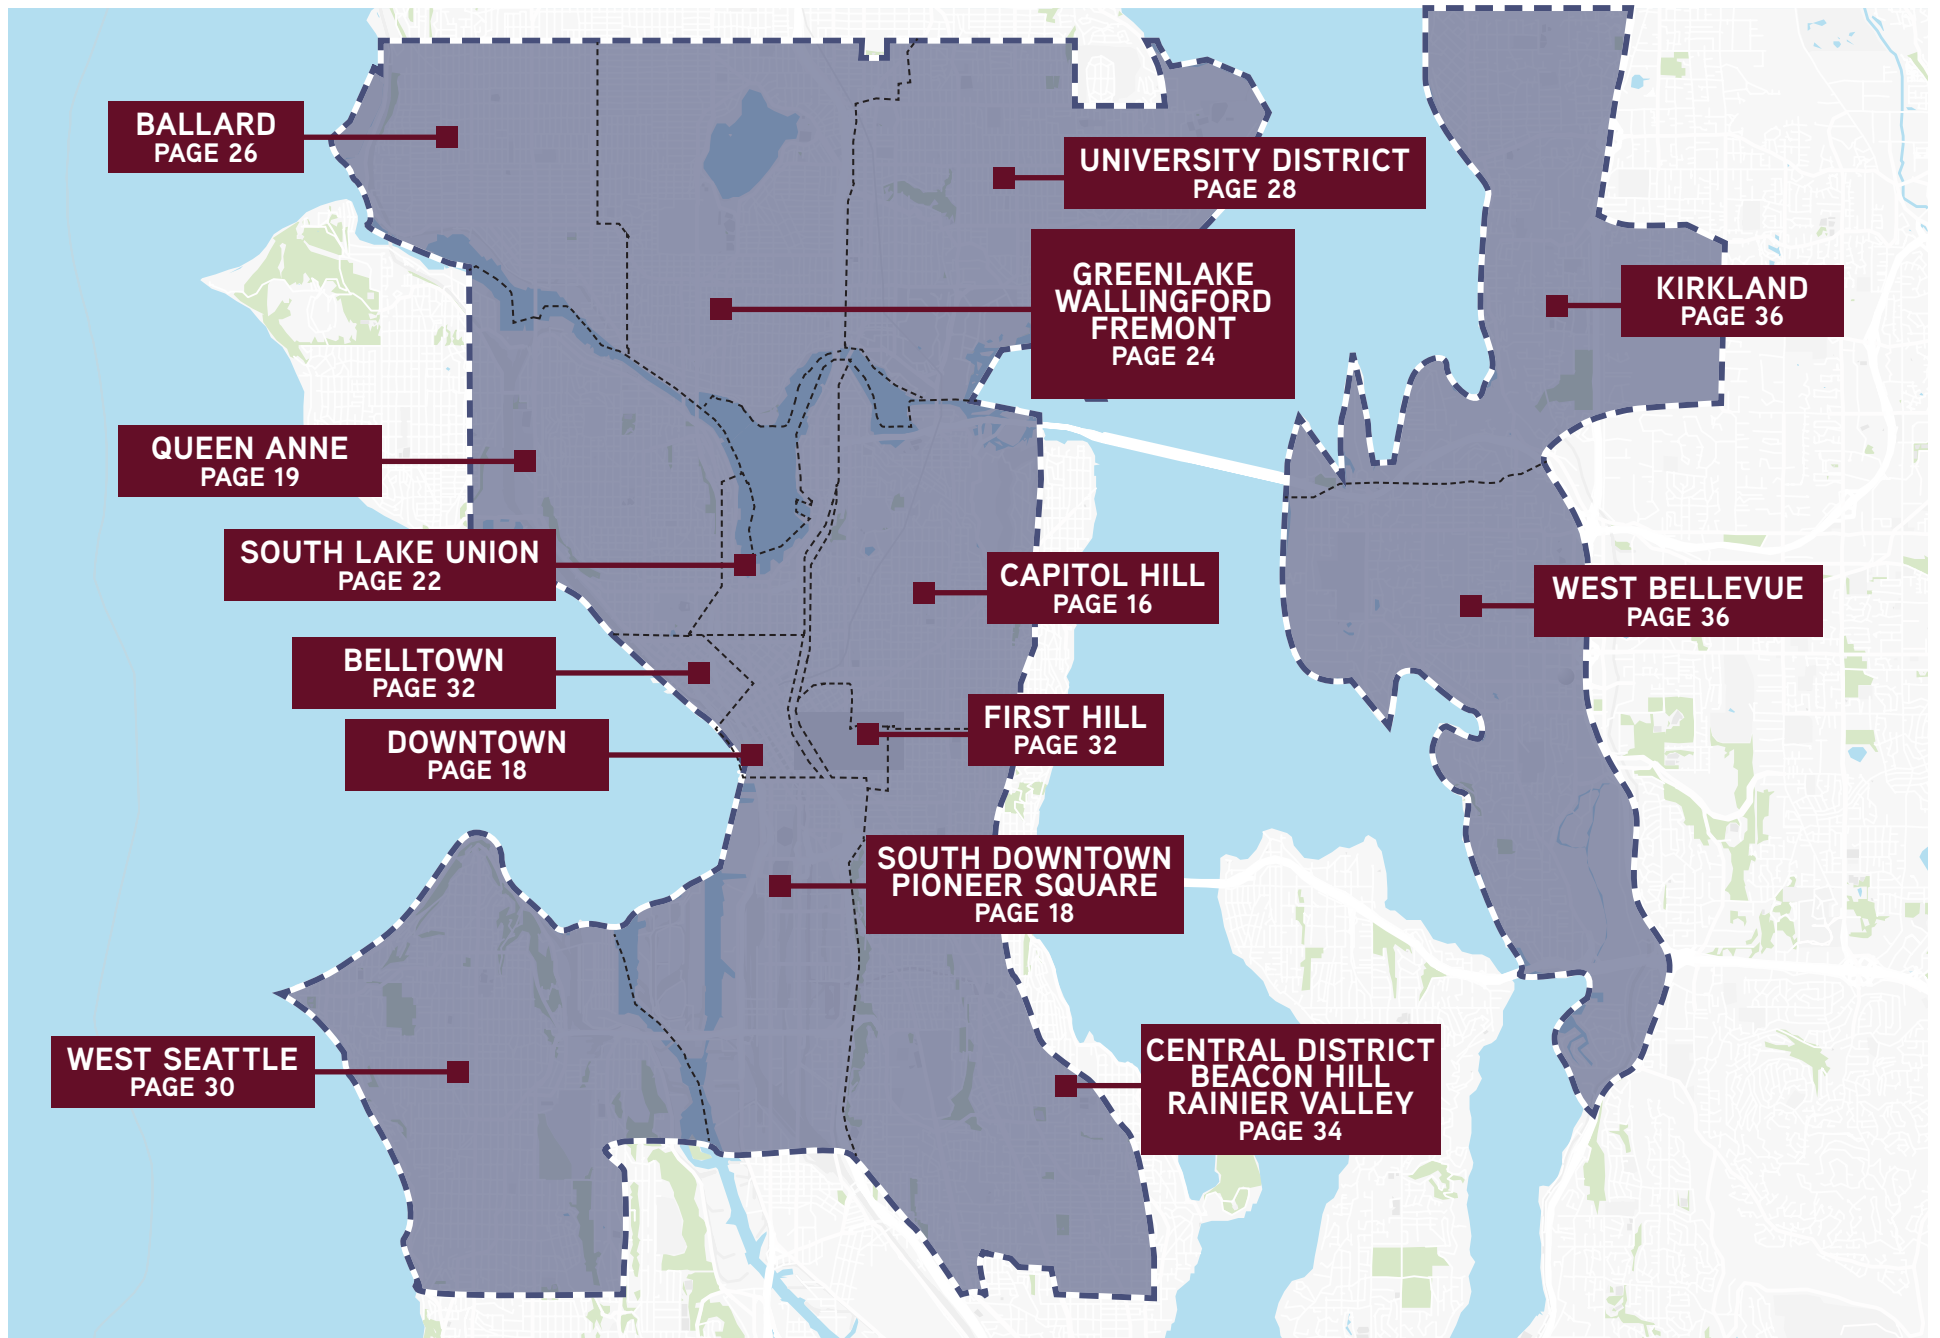 BALLARD
PAGE 26
UNIVERSITY DISTRICT
PAGE 28
GREENLAKE
WALLINGFORD
FREMONT
PAGE 24
KIRKLAND
PAGE 36
QUEEN ANNE
PAGE 19
SOUTH LAKE UNION
PAGE 22
CAPITOL HILL
PAGE 16
WEST BELLEVUE
PAGE 36
BELLTOWN
PAGE 32
FIRST HILL
PAGE 32
DOWNTOWN
PAGE 18
SOUTH DOWNTOWN
PIONEER SQUARE
PAGE 18
WEST SEATTLE
PAGE 30
CENTRAL DISTRICT
BEACON HILL
RAINIER VALLEY
PAGE 34